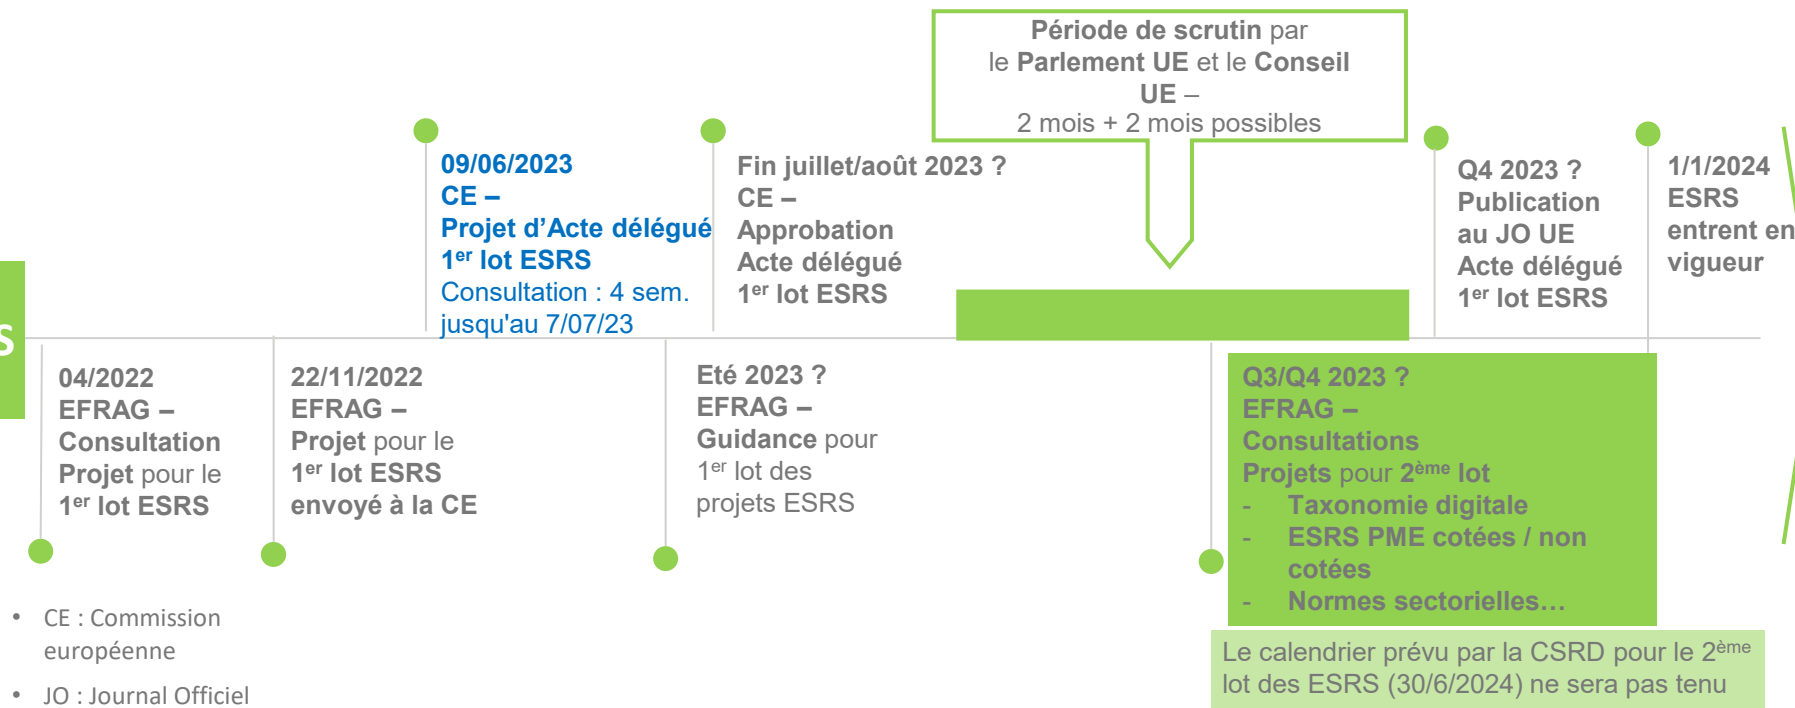 Période de scrutin par
le Parlement UE et le Conseil
UE –
2 mois + 2 mois possibles
09/06/2023
CE –
Projet d’Acte délégué
1er lot ESRS
Consultation : 4 sem.
jusqu'au 7/07/23
Fin juillet/août 2023 ?
CE –
Approbation
Acte délégué
1er lot ESRS
Q4 2023 ?
Publication
au JO UE
Acte délégué
1er lot ESRS
1/1/2024
ESRS
entrent en
vigueur
S
04/2022
EFRAG –
Consultation
Projet pour le
1er lot ESRS
22/11/2022
EFRAG –
Projet pour le
1er lot ESRS
envoyé à la CE
Eté 2023 ?
EFRAG –
Guidance pour
1er lot des
projets ESRS
Q3/Q4 2023 ?
EFRAG –
Consultations
Projets pour 2ème lot
- Taxonomie digitale
- ESRS PME cotées / non
cotées
- Normes sectorielles…
Le calendrier prévu par la CSRD pour le 2ème
lot des ESRS (30/6/2024) ne sera pas tenu
• CE : Commission
européenne
• JO : Journal Officiel